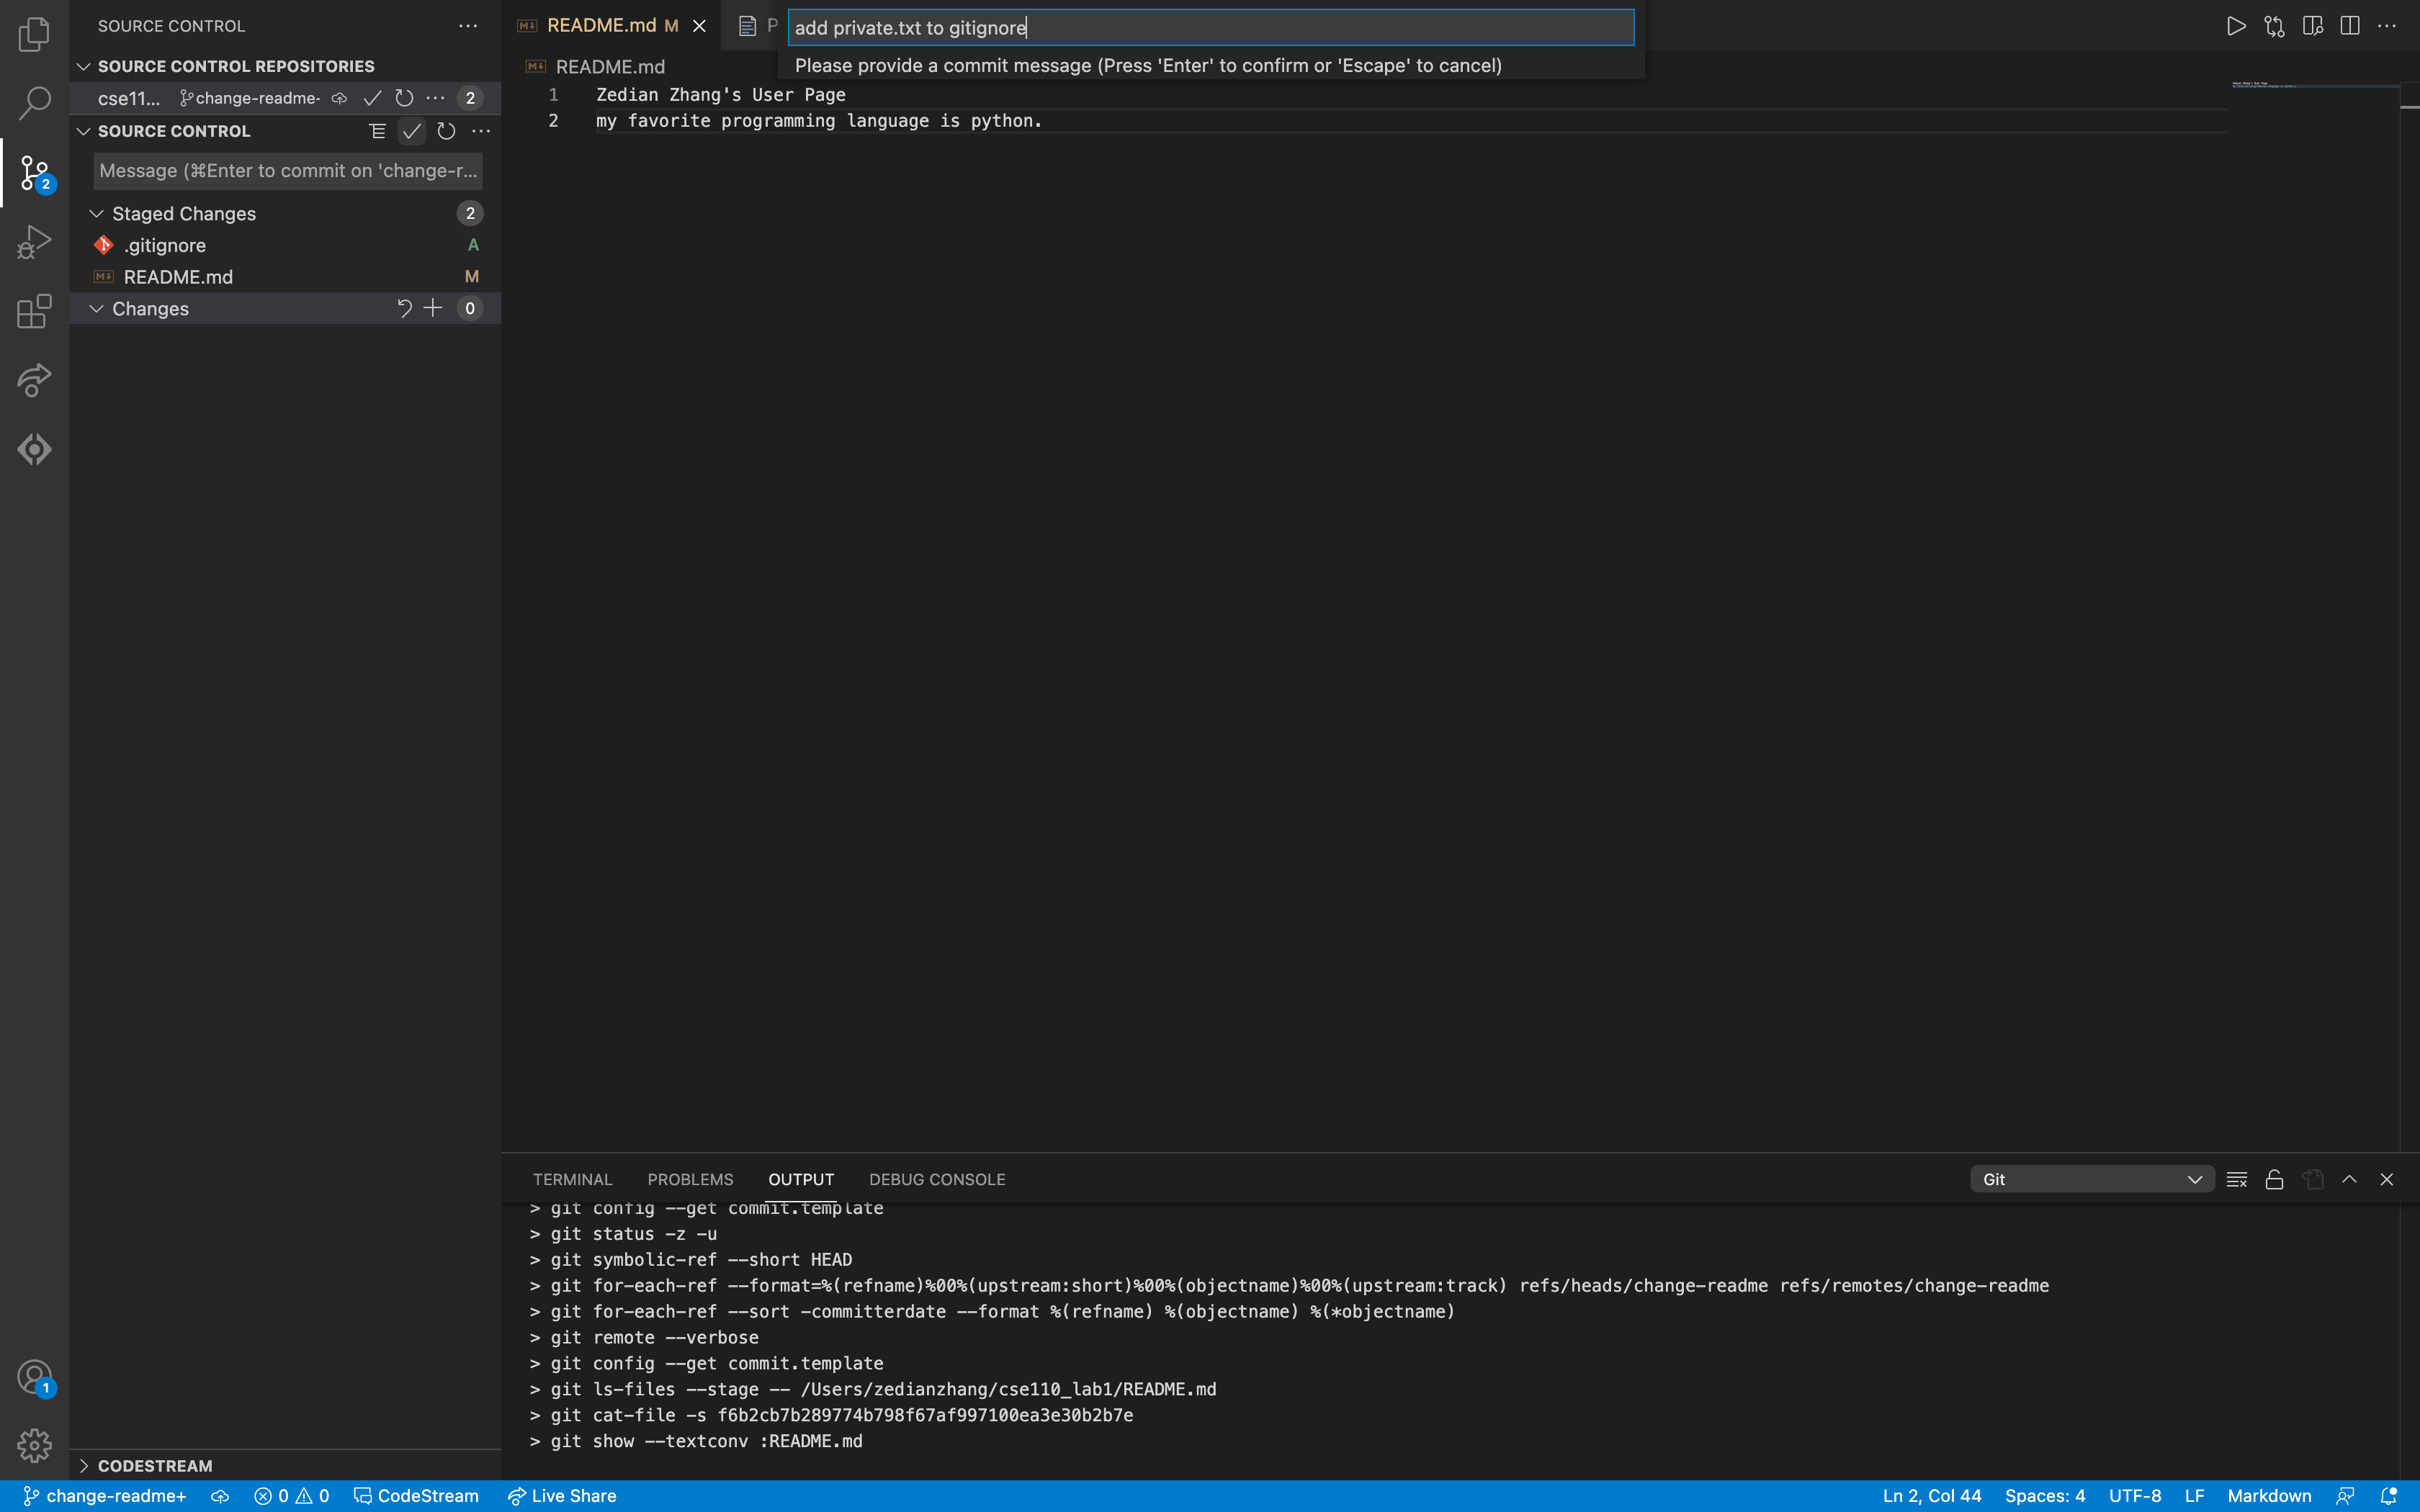 SOURCE CONTROL
SOURCE CONTROL REPOSITORIES
cse11... change-readme- 2
SOURCE CONTROL
Message (⌘Enter to commit on 'change-r...
Staged Changes 2
.gitignore A
README.md M
Changes 0
2
1
CODESTREAM
README.md M
P
add private.txt to gitignore
Please provide a commit message (Press 'Enter' to confirm or 'Escape' to cancel)
README.md
1 Zedian Zhang's User Page
2 my favorite programming language is python.
TERMINAL PROBLEMS OUTPUT DEBUG CONSOLE Git
> git config --get commit.template
> git status -z -u
> git symbolic-ref --short HEAD
> git for-each-ref --format=%(refname)%00%(upstream:short)%00%(objectname)%00%(upstream:track) refs/heads/change-readme refs/remotes/change-readme
> git for-each-ref --sort -committerdate --format %(refname) %(objectname) %(*objectname)
> git remote --verbose
> git config --get commit.template
> git ls-files --stage -- /Users/zedianzhang/cse110_lab1/README.md
> git cat-file -s f6b2cb7b289774b798f67af997100ea3e30b2b7e
> git show --textconv :README.md
change-readme+ 0 0 CodeStream Live Share Ln 2, Col 44 Spaces: 4 UTF-8 LF Markdown